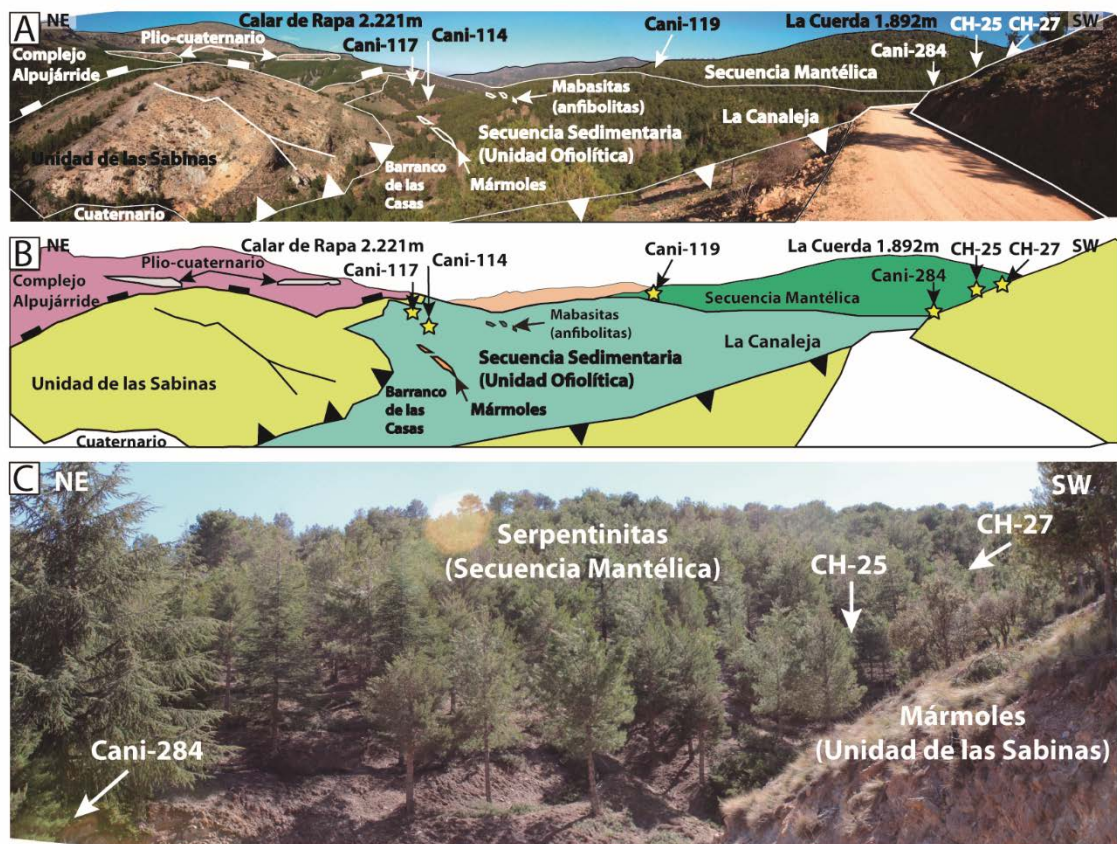 A NE Calar de Rapa 2.221m Cani-119 La Cuerda 1.892m CH-25 CH-27 SW
Plio-cuaternario Cani-117 Cani-114 Cani-284
Complejo
Alpujárride
Secuencia Mantélica
Mabasitas
(anfibolitas)
La Canaleja
Secuencia Sedimentaria
(Unidad Ofiolítica)
Unidad de las Sabinas
Barranco
de las
Casas
Mármoles
Cuaternario
B NE Calar de Rapa 2.221m Cani-119 La Cuerda 1.892m CH-25 CH-27 SW
Plio-cuaternario Cani-117 Cani-114 Cani-284
Complejo
Alpujárride
Secuencia Mantélica
Mabasitas
(anfibolitas)
La Canaleja
Secuencia Sedimentaria
(Unidad Ofiolítica)
Unidad de las Sabinas
Barranco
de las
Casas
Mármoles
Cuaternario
C NE SW
Serpentinitas
(Secuencia Mantélica)
CH-27
CH-25
Mármoles
(Unidad de las Sabinas)
Cani-284